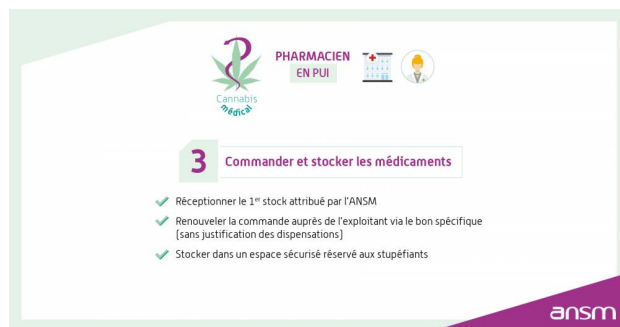 PHARMACIEN
EN PUI
Cannabis
médical
3
Commander et stocker les médicaments
Réceptionner le 1er stock attribué par l'ANSM
Renouveler la commande auprès de l'exploitant via le bon spécifique
(sans justification des dispensations)
Stocker dans un espace sécurisé réservé aux stupéfiants
ansm